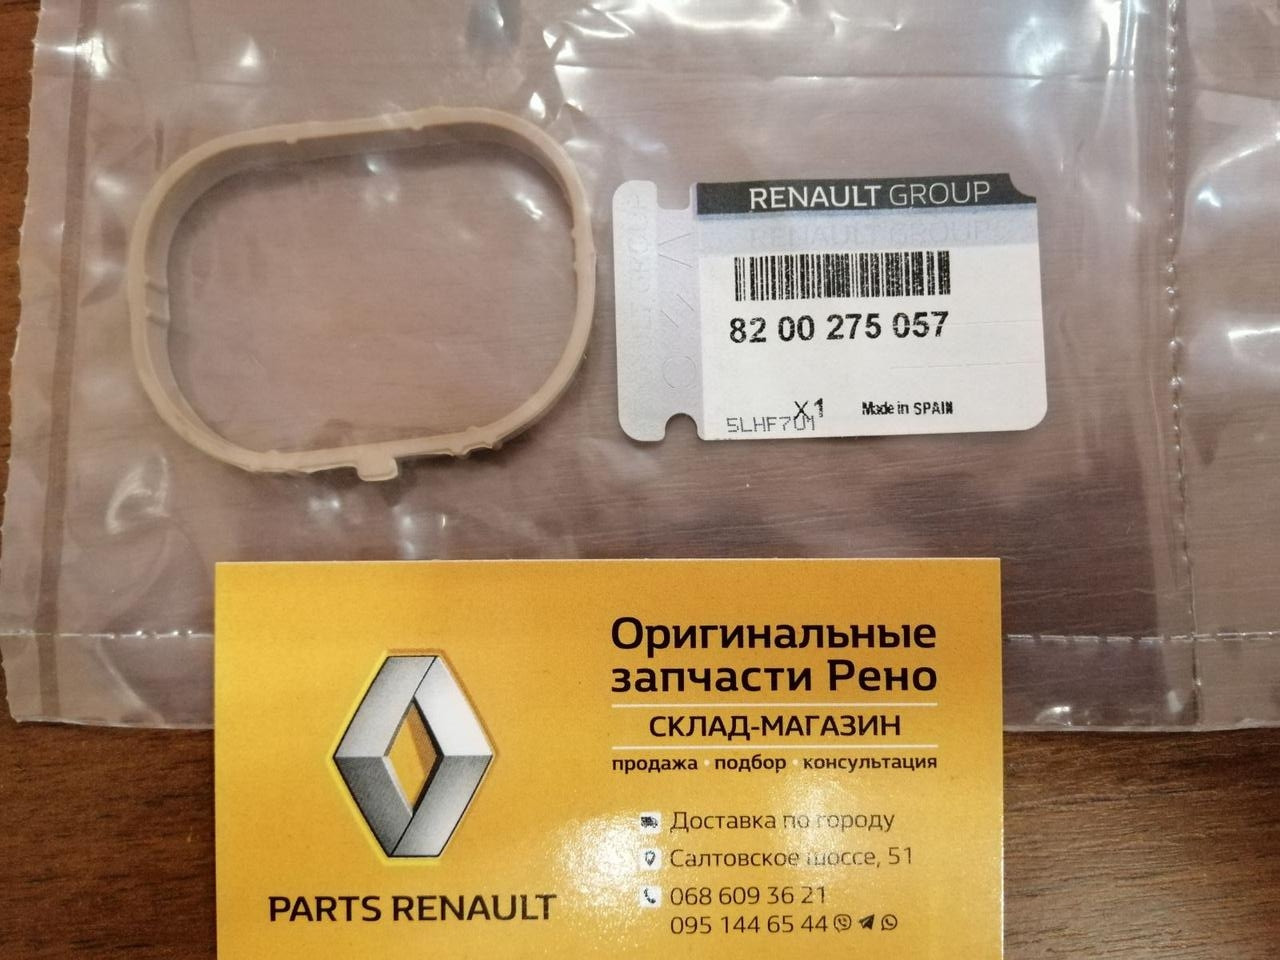 RENAULT GROUP
RENAULT GROUP
82 00 275 057
X1
Made in SPAIN
5LHF701
Оригинальные
запчасти Рено
СКЛАД-МАГАЗИН
продажа • подбор • консультация
Доставка по городу
Салтовское шоссе, 51
068 609 36 21
095 144 65 44
PARTS RENAULT